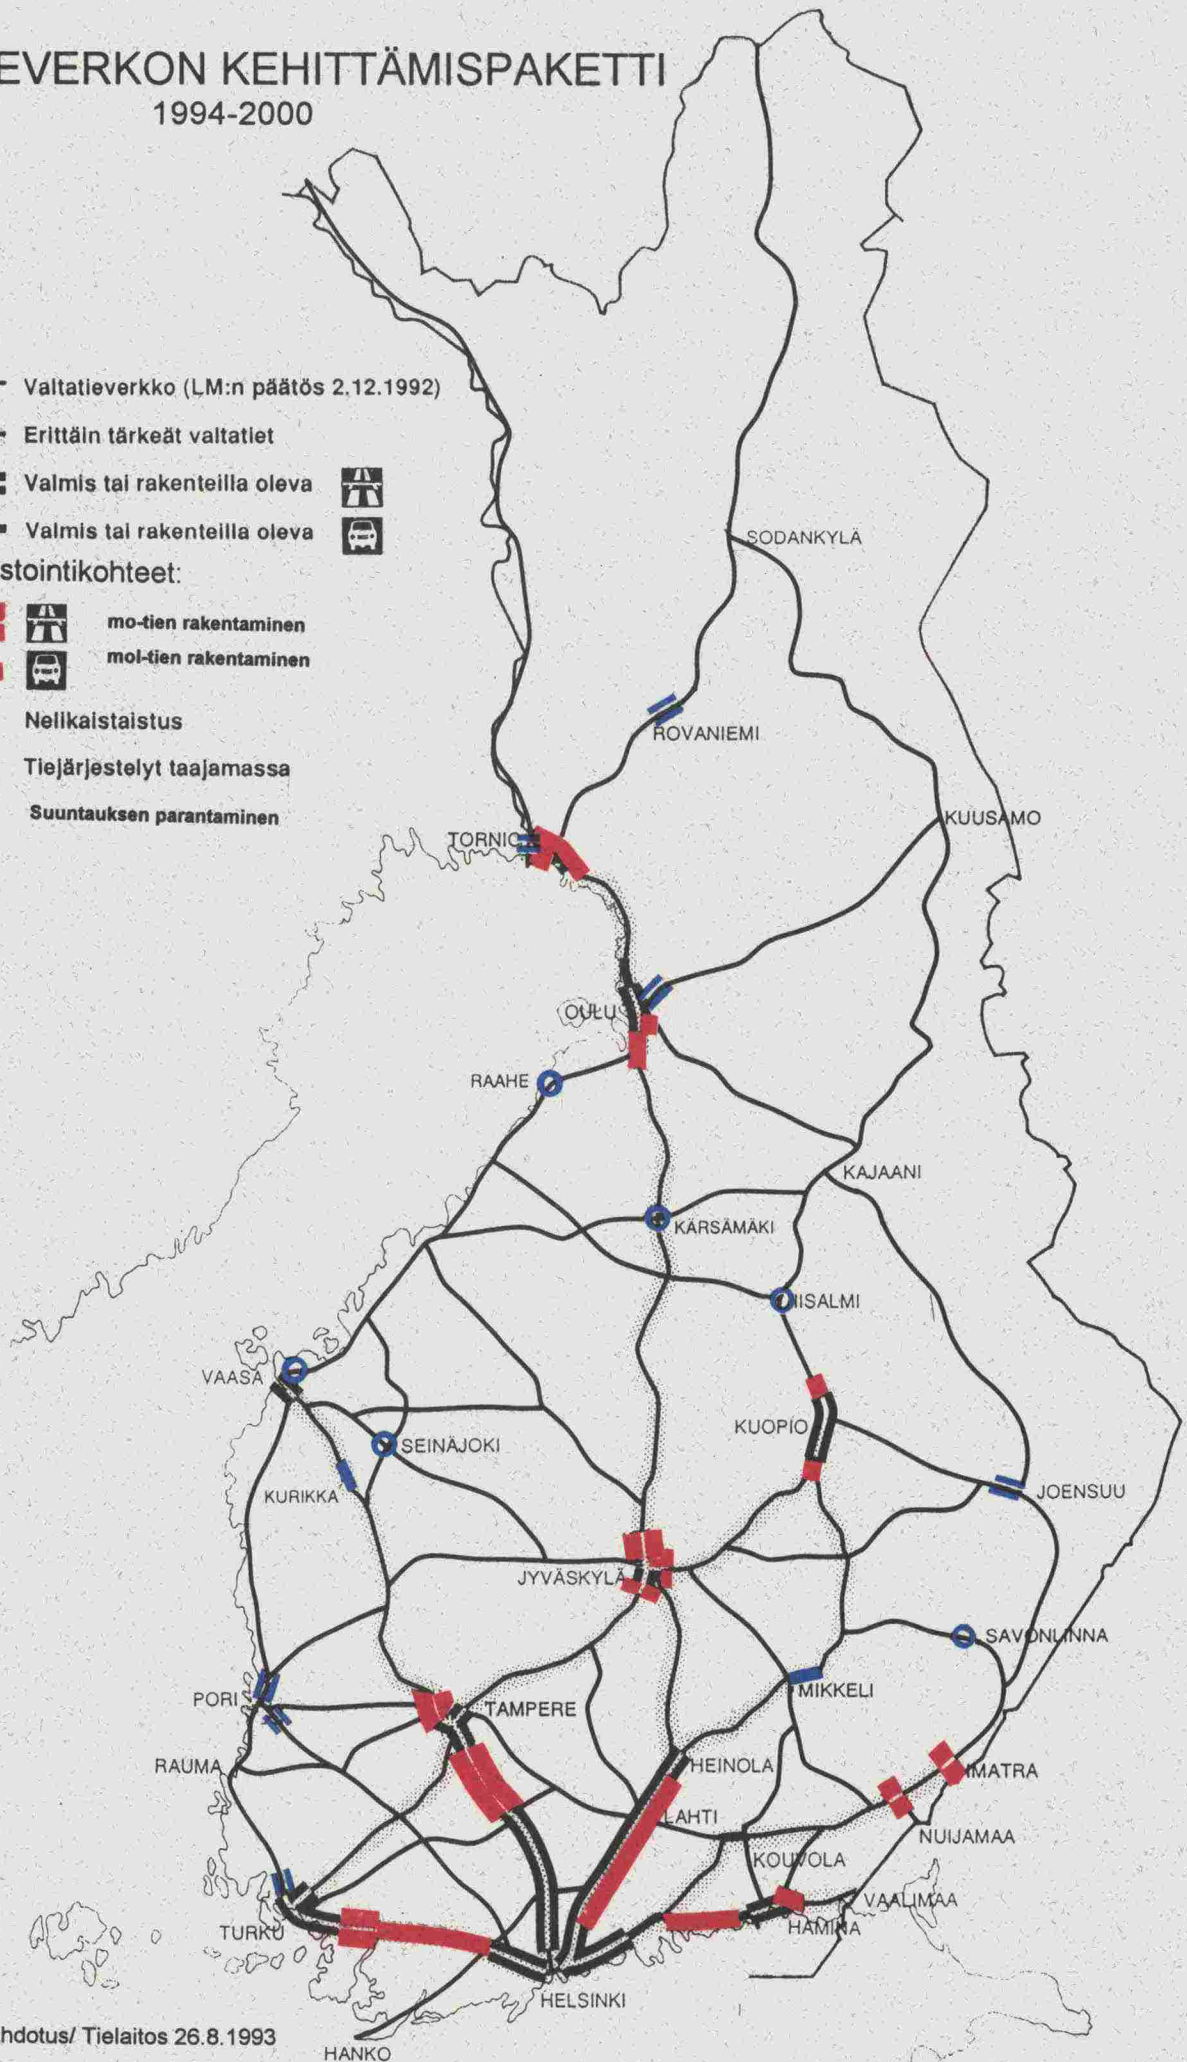 EVERKON KEHITTÄMISPAKETTI
1994-2000
Valtatieverkko (LM:n päätös 2.12.1992)
Erittäin tärkeät valtatiet
Valmis tai rakenteilla oleva
Valmis tai rakenteilla oleva
stointikohteet:
mo-tien rakentaminen
mol-tien rakentaminen
Nelikaistaistus
Tiejärjestelyt taajamassa
Suuntauksen parantaminen
SODANKYLÄ
ROVANIEMI
KUUSAMO
TORNIO
OULU
RAAHE
KAJAANI
KÄRSÄMÄKI
IISALMI
VAASA
KUOPIO
SEINÄJOKI
KURIKKA
JOENSUU
JYVÄSKYLÄ
SAVONLINNA
MIKKELI
PORI
TAMPERE
RAUMA
HEINOLA
IMATRA
LAHTI
NUIJAMAA
KOUVOLA
VAALIMAA
HAMINA
TURKU
HELSINKI
hdotus/ Tielaitos 26.8.1993
HANKO